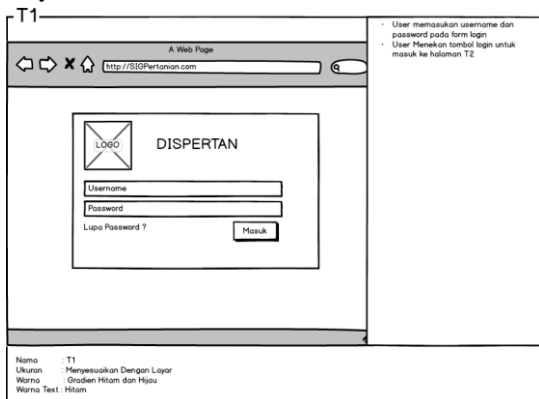 T1
User memasukan username dan
password pada form login
User Menekan tombol login untuk
masuk ke halaman T2
A Web Page
http://SIGPertanian.com
LOGO
DISPERTAN
Username
Password
Lupa Password ?
Masuk
Nama : T1
Ukuran : Menyesuaikan Dengan Layar
Warna : Gradien Hitam dan Hijau
Warna Text : Hitam